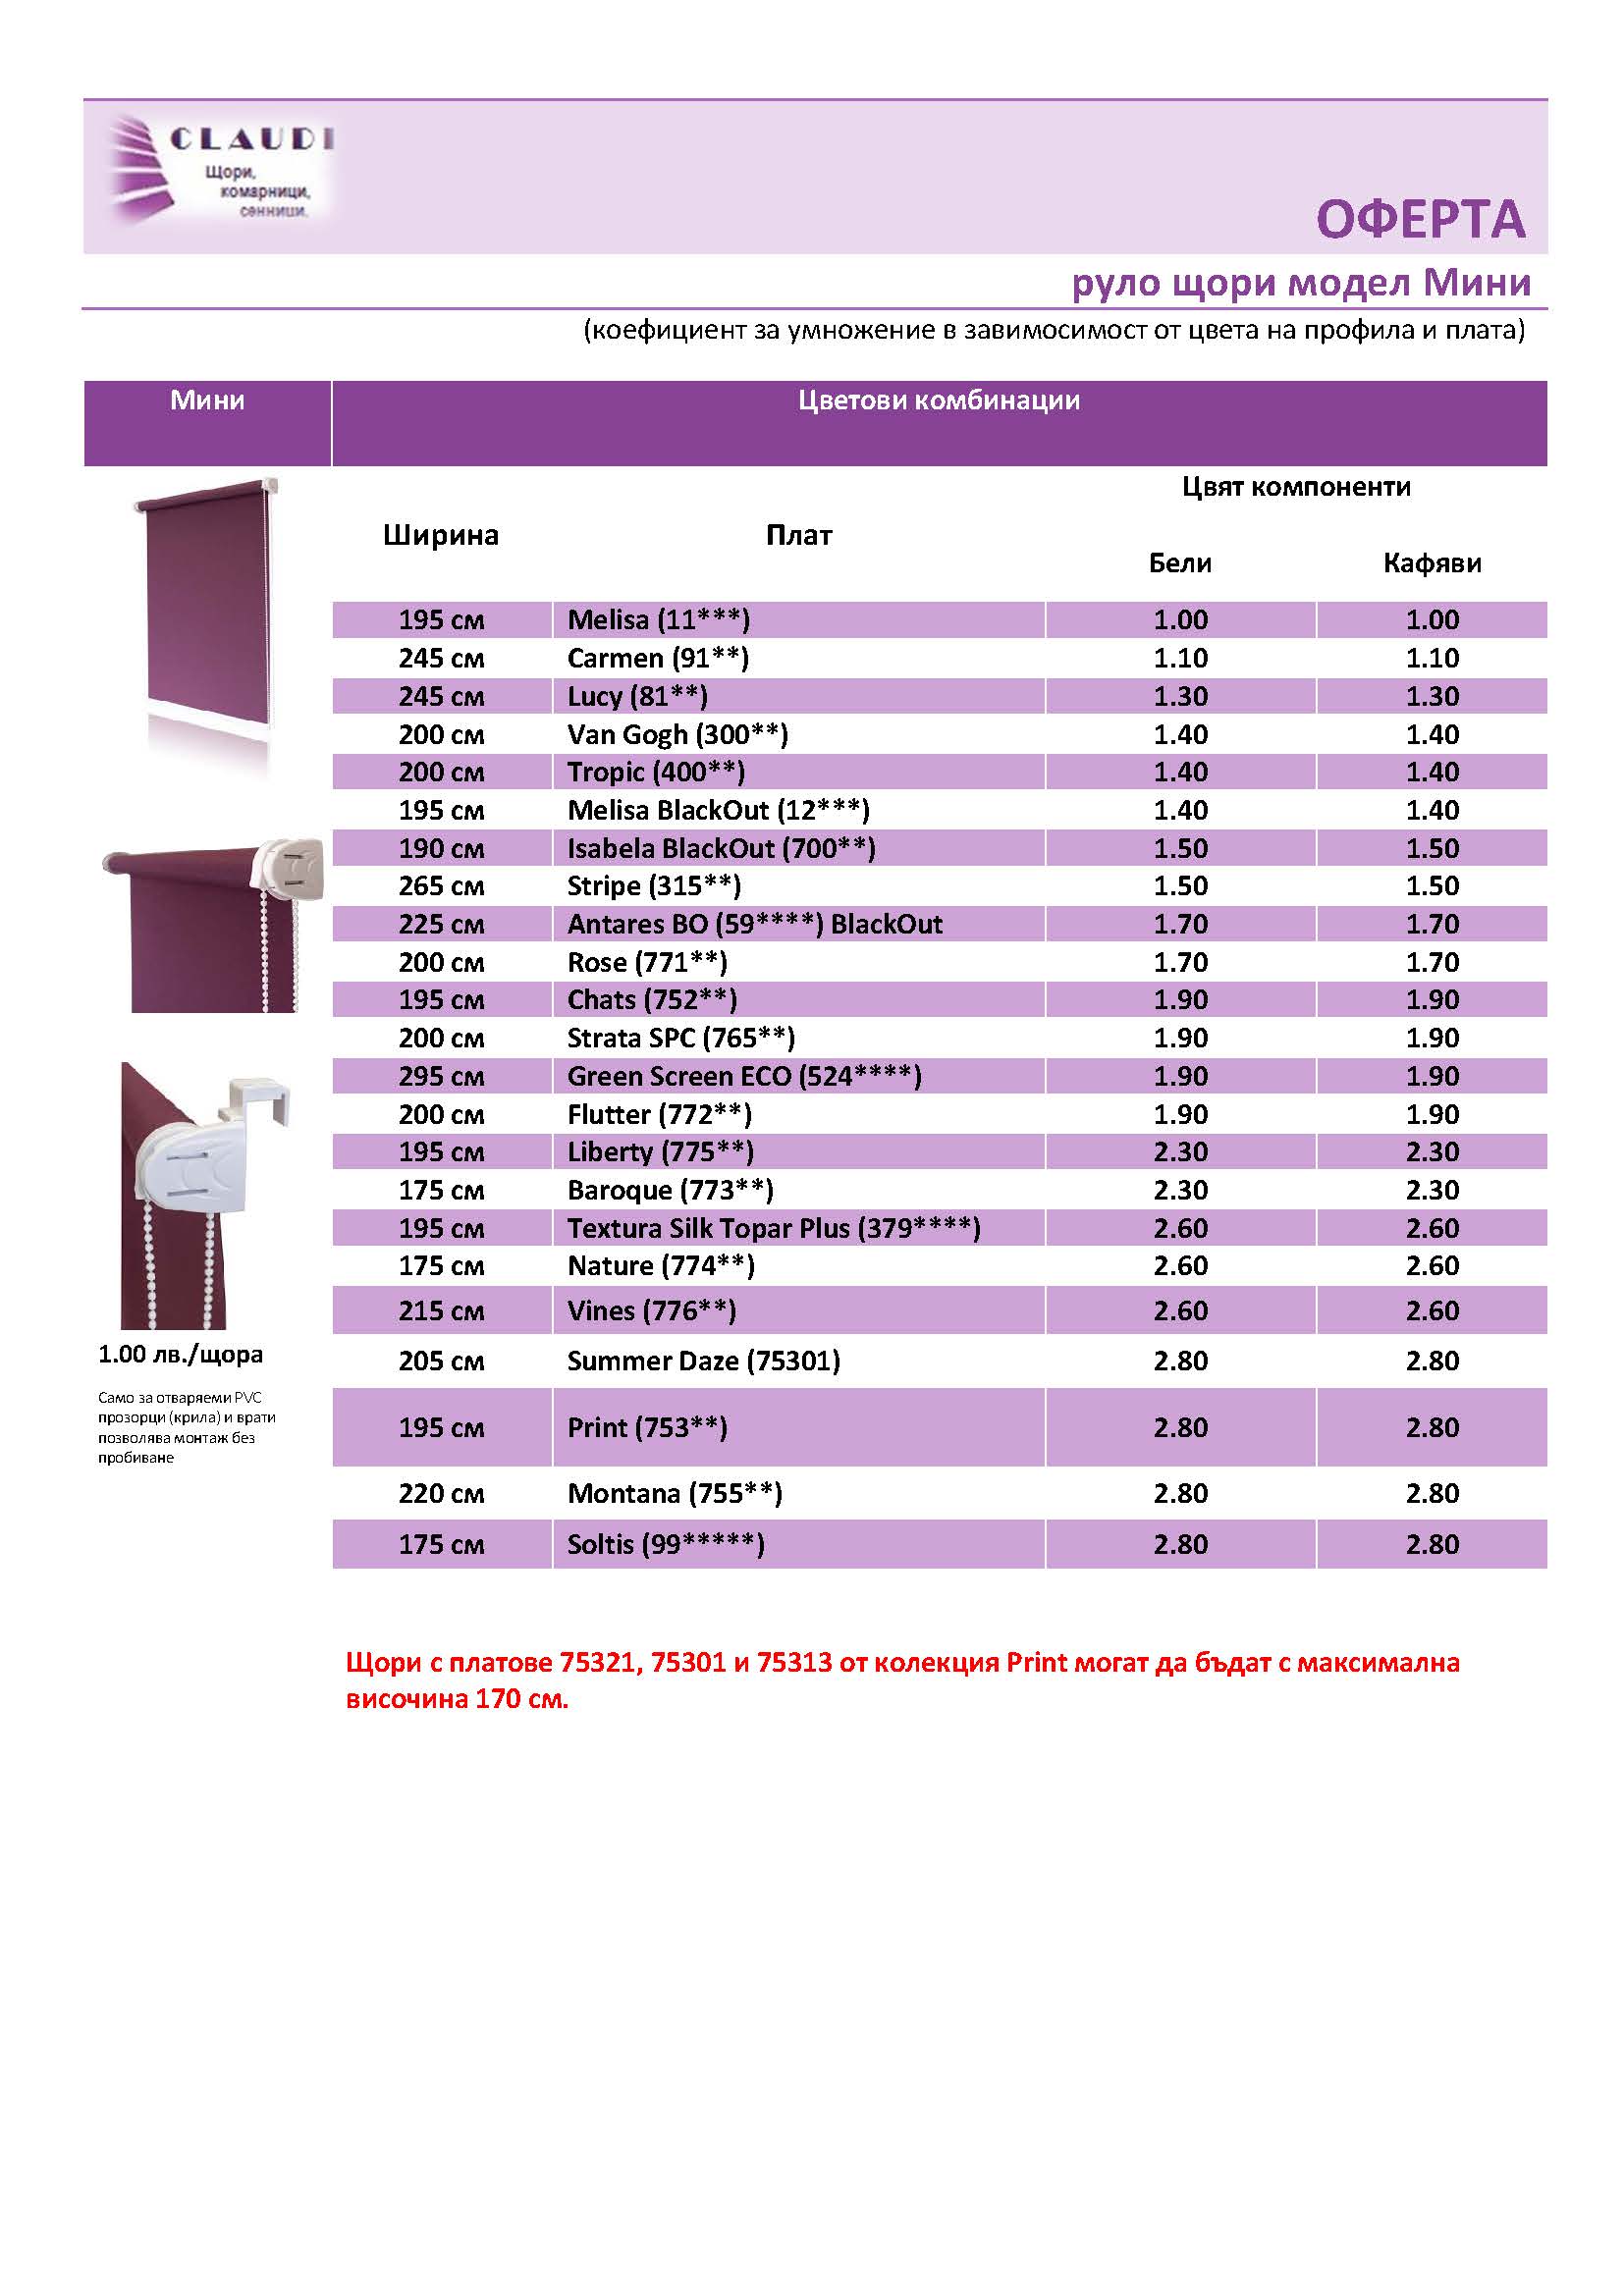 CLAUDI
Щори,
комарници,
сенници.
ОФЕРТА
руло щори модел Мини
(коефициент за умножение в завимосимост от цвета на профила и плата)
Мини Цветови комбинации
Цвят компоненти
Ширина Плат
Бели Кафяви
195 см Melisa (11***) 1.00 1.00
245 см Carmen (91**) 1.10 1.10
245 см Lucy (81**) 1.30 1.30
200 см Van Gogh (300**) 1.40 1.40
200 см Tropic (400**) 1.40 1.40
195 см Melisa BlackOut (12***) 1.40 1.40
190 см Isabela BlackOut (700**) 1.50 1.50
265 см Stripe (315**) 1.50 1.50
225 см Antares BO (59****) BlackOut 1.70 1.70
200 см Rose (771**) 1.70 1.70
195 см Chats (752**) 1.90 1.90
200 см Strata SPC (765**) 1.90 1.90
295 см Green Screen ECO (524****) 1.90 1.90
200 см Flutter (772**) 1.90 1.90
195 см Liberty (775**) 2.30 2.30
175 см Baroque (773**) 2.30 2.30
195 см Textura Silk Topar Plus (379****) 2.60 2.60
175 см Nature (774**) 2.60 2.60
215 см Vines (776**) 2.60 2.60
205 см Summer Daze (75301) 2.80 2.80
195 см Print (753**) 2.80 2.80
220 см Montana (755**) 2.80 2.80
175 см Soltis (99*****) 2.80 2.80
1.00 лв./щора
Само за отваряеми PVC
прозорци (крила) и врати
позволява монтаж без
пробиване
Щори с платове 75321, 75301 и 75313 от колекция Print могат да бъдат с максимална
височина 170 см.